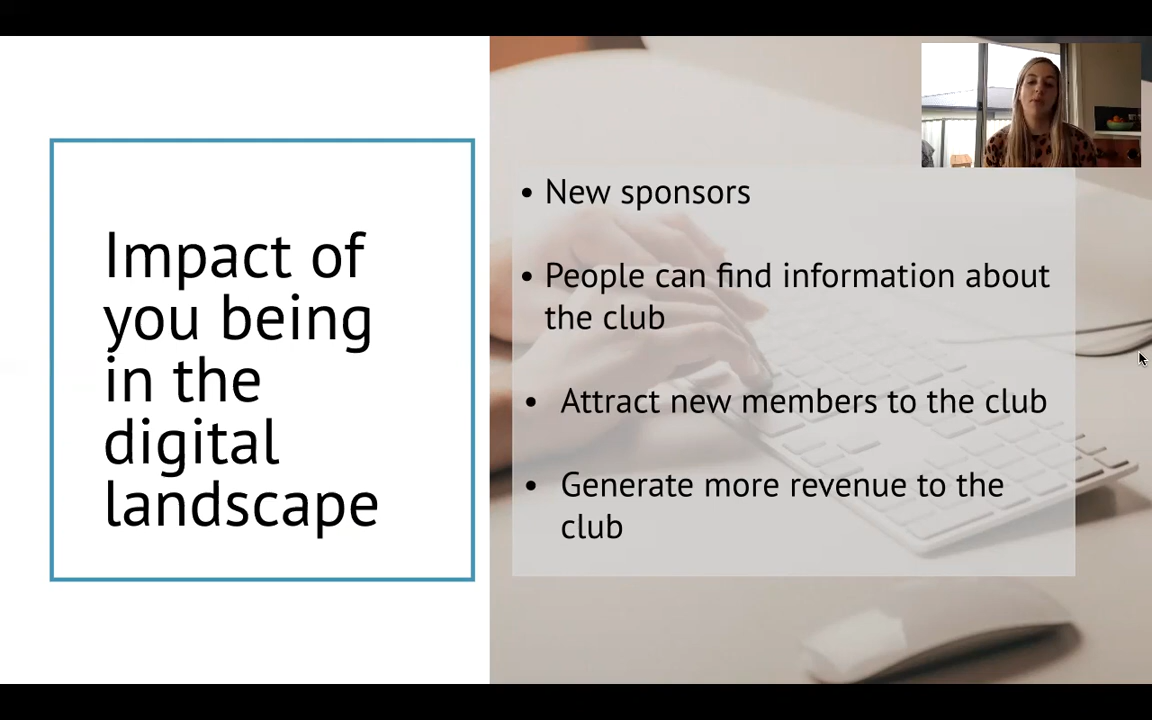 Impact of
you being
in the
digital
landscape
• New sponsors
• People can find information about
the club
• Attract new members to the club
• Generate more revenue to the
club